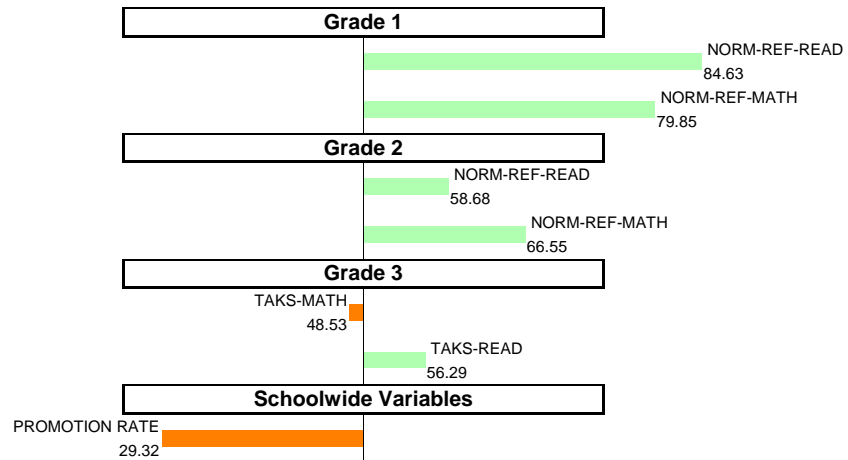 Grade 1
NORM-REF-READ
84.63
NORM-REF-MATH
79.85
Grade 2
NORM-REF-READ
58.68
NORM-REF-MATH
66.55
Grade 3
TAKS-MATH
48.53
TAKS-READ
56.29
Schoolwide Variables
PROMOTION RATE
29.32